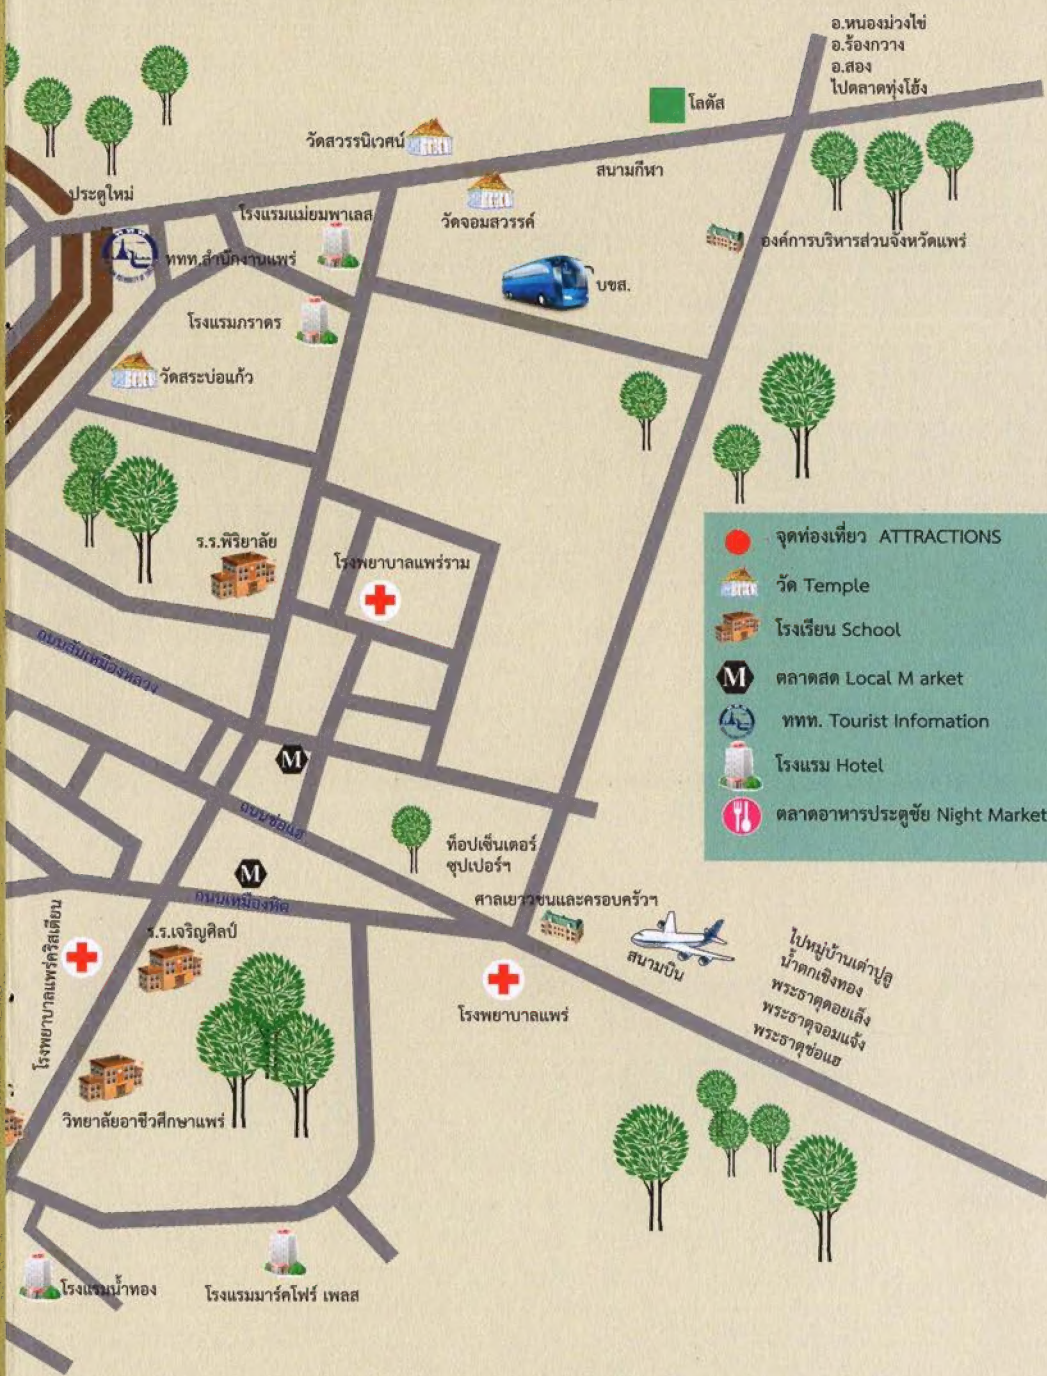 อ.หนองม่วงไข่
อ.ร้องกวาง
อ.สอง
ไปตลาดทุ่งโฮ้ง
โลตัส
วัดสวรรนิเวศน์
สนามกีฬา
ประตูใหม่
โรงแรมแม่ยมพาเลส
วัดจอมสวรรค์
องค์การบริหารส่วนจังหวัดแพร่
ททท.สำนักงานแพร่
บขส.
โรงแรมภราดร
วัดสระบ่อแก้ว
ร.ร.พิริยาลัย
โรงพยาบาลแพร่ราม
จุดท่องเที่ยว ATTRACTIONS
วัด Temple
โรงเรียน School
M ตลาดสด Local M arket
ททท. Tourist Infomation
โรงแรม Hotel
ตลาดอาหารประตูชัย Night Market
ถนนสันเหมืองหลวง
M
ถนนช่อแฮ
ท็อปเซ็นเตอร์
ซุปเปอร์ฯ
M
ถนนเหมืองหิต
ศาลเยาวชนและครอบครัวฯ
โรงพยาบาลแพร่คริสเตียน
ร.ร.เจริญศิลป์
สนามบิน
ไปหมู่บ้านเต่าปูลู
น้ำตกเชิงทอง
พระธาตุดอยเล็ง
พระธาตุจอมแจ้ง
พระธาตุช่อแฮ
โรงพยาบาลแพร่
วิทยาลัยอาชีวศึกษาแพร่
โรงแรมน้ำทอง
โรงแรมมาร์คโฟร์ เพลส